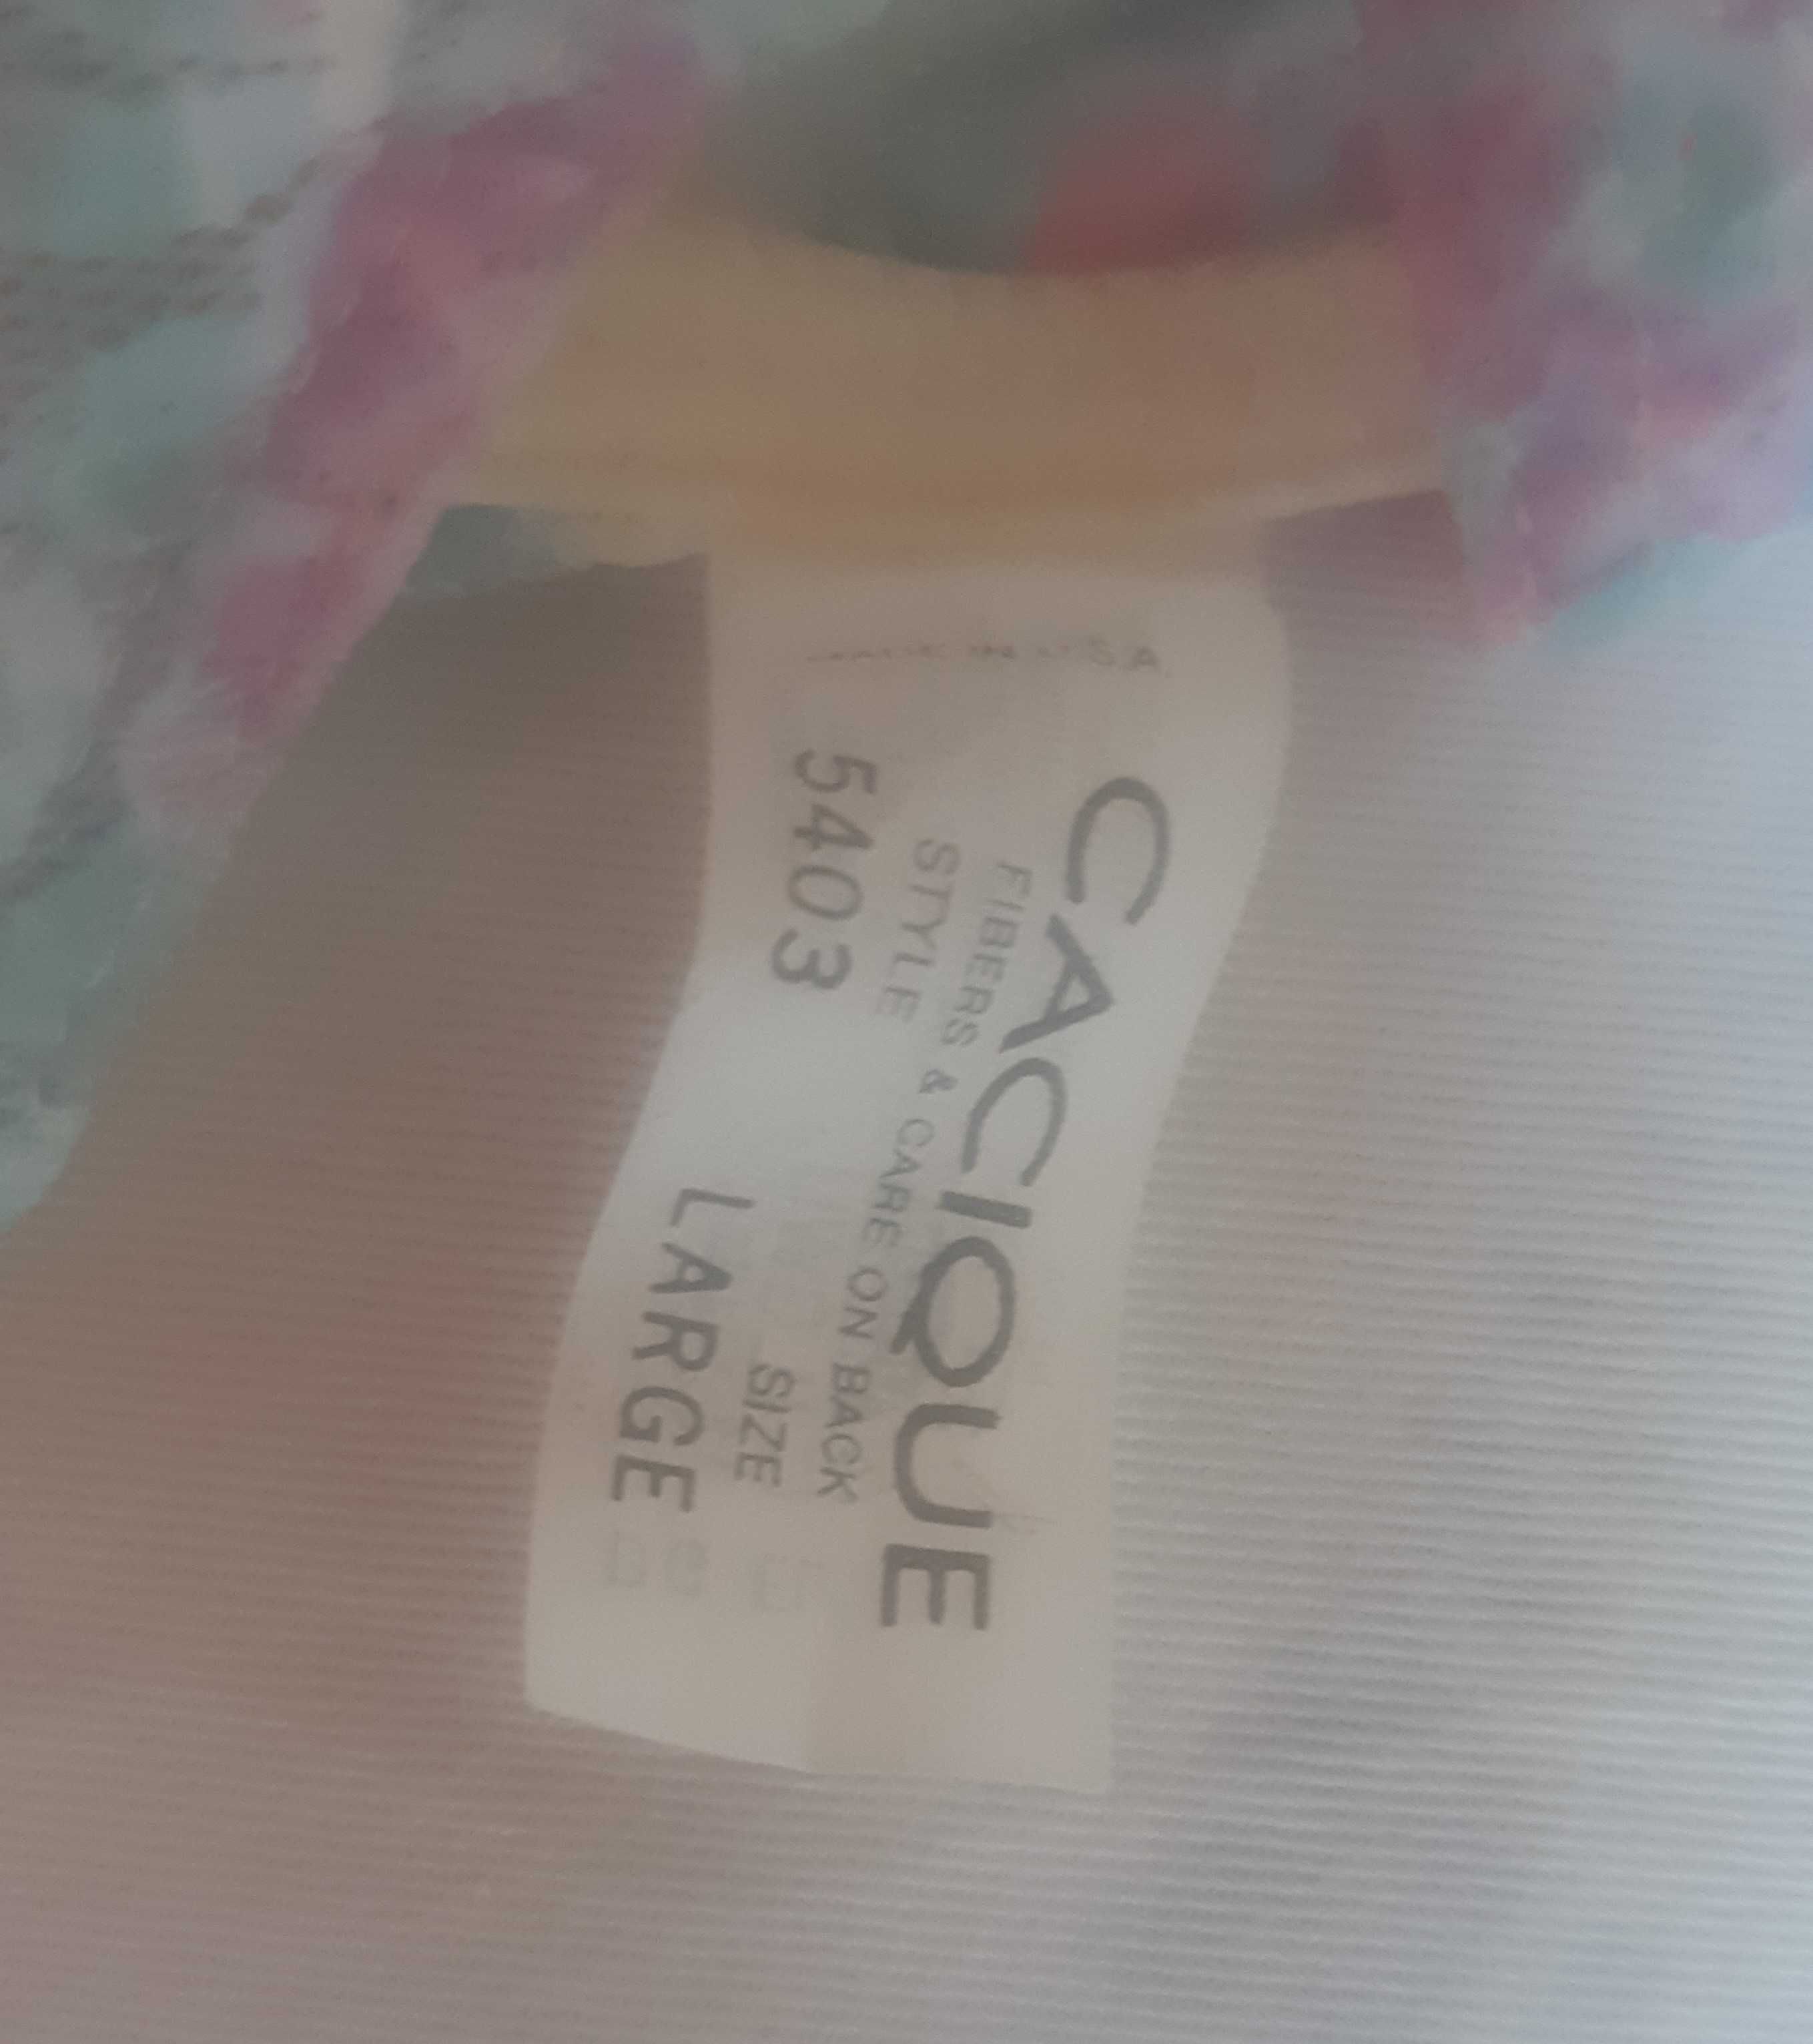 CACIQUE
FIBERS & CARE ON BACK
STYLE SIZE
5403 LARGE
U.S.A.